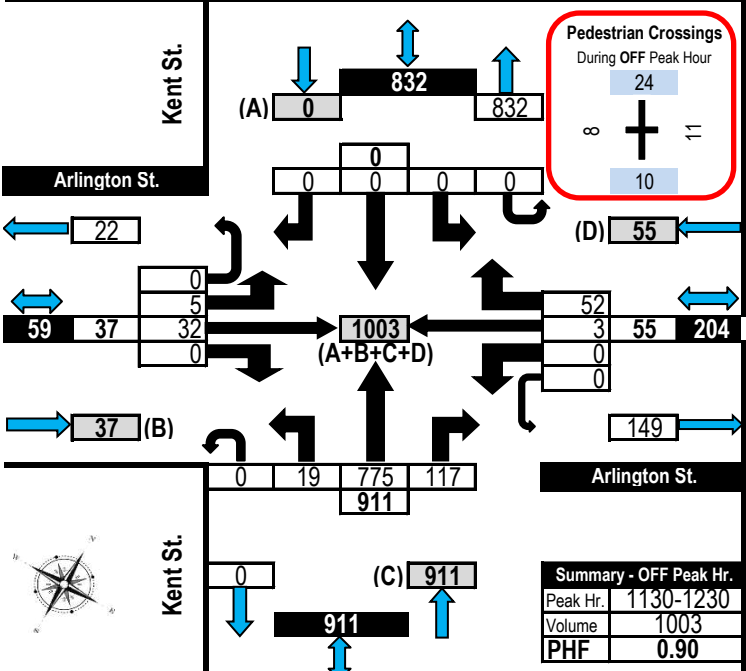 Kent St.
832
(A) 0
832
Pedestrian Crossings
During OFF Peak Hour
24
8
11
10
Arlington St.
0
0 0 0 0
22
(D) 55
0
5
59 37 32
0
1003
(A+B+C+D)
52
3 55 204
0
0
37 (B)
149
0 19 775 117
911
Arlington St.
Kent St.
0
(C) 911
911
Summary - OFF Peak Hr.
Peak Hr. 1130-1230
Volume 1003
PHF 0.90